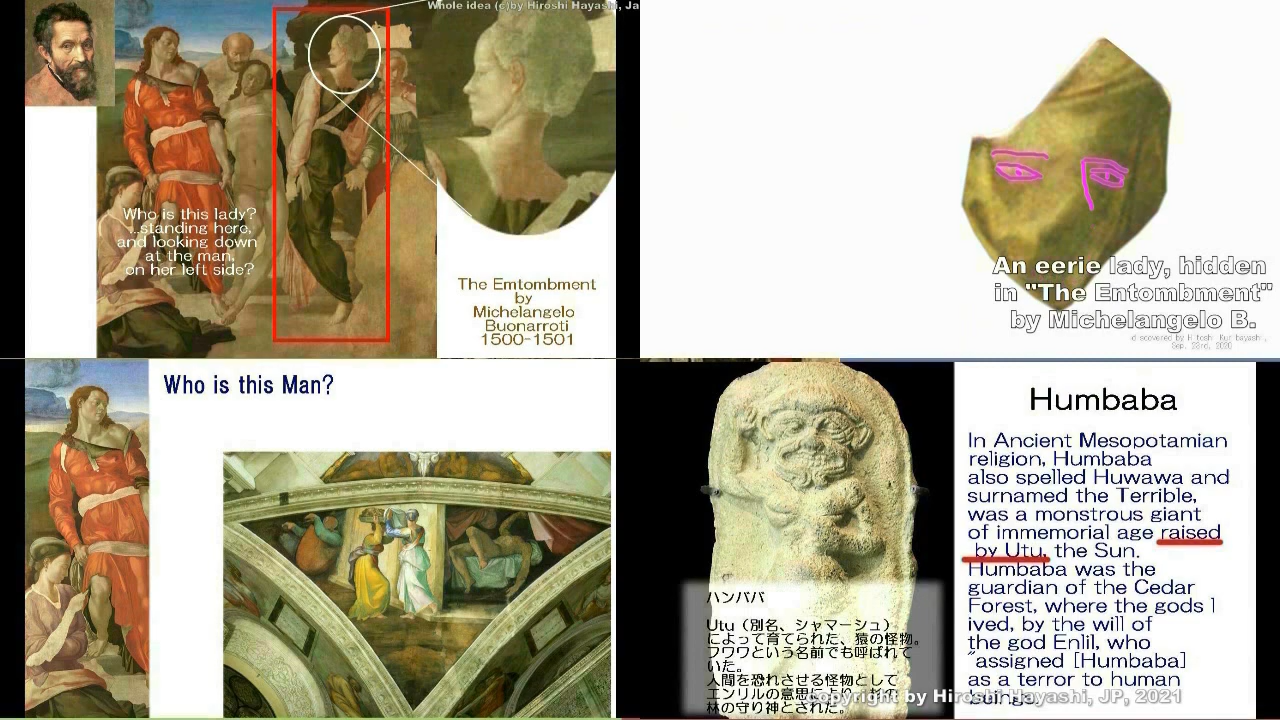 Whole idea (c)by Hiroshi Hayashi, Ja
Who is this lady?
...standing here,
and looking down
at the man,
on her left side?
The Emtombment
by
Michelangelo
Buonarroti
1500-1501
An eerie lady, hidden
in "The Entombment"
by Michelangelo B.
discovered by Hitoshi Kurbayashi,
Sep. 23rd, 2020
Who is this Man?
ハンババ
Utu（別名、シャマーシュ）
によって育てられた、猿の怪物。
フワワという名前でも呼ばれて
いた。
人間を恐れさせる怪物として
エンリルの意思
林の守り神とされた。
Humbaba
In Ancient Mesopotamian
religion, Humbaba
also spelled Huwawa and
surnamed the Terrible,
was a monstrous giant
of immemorial age raised
by Utu, the Sun.
Humbaba was the
guardian of the Cedar
Forest, where the gods l
ived, by the will of
the god Enlil, who
"assigned [Humbaba]
as a terror to human
beings.
Copyright by Hiroshi Hayashi, JP, 2021